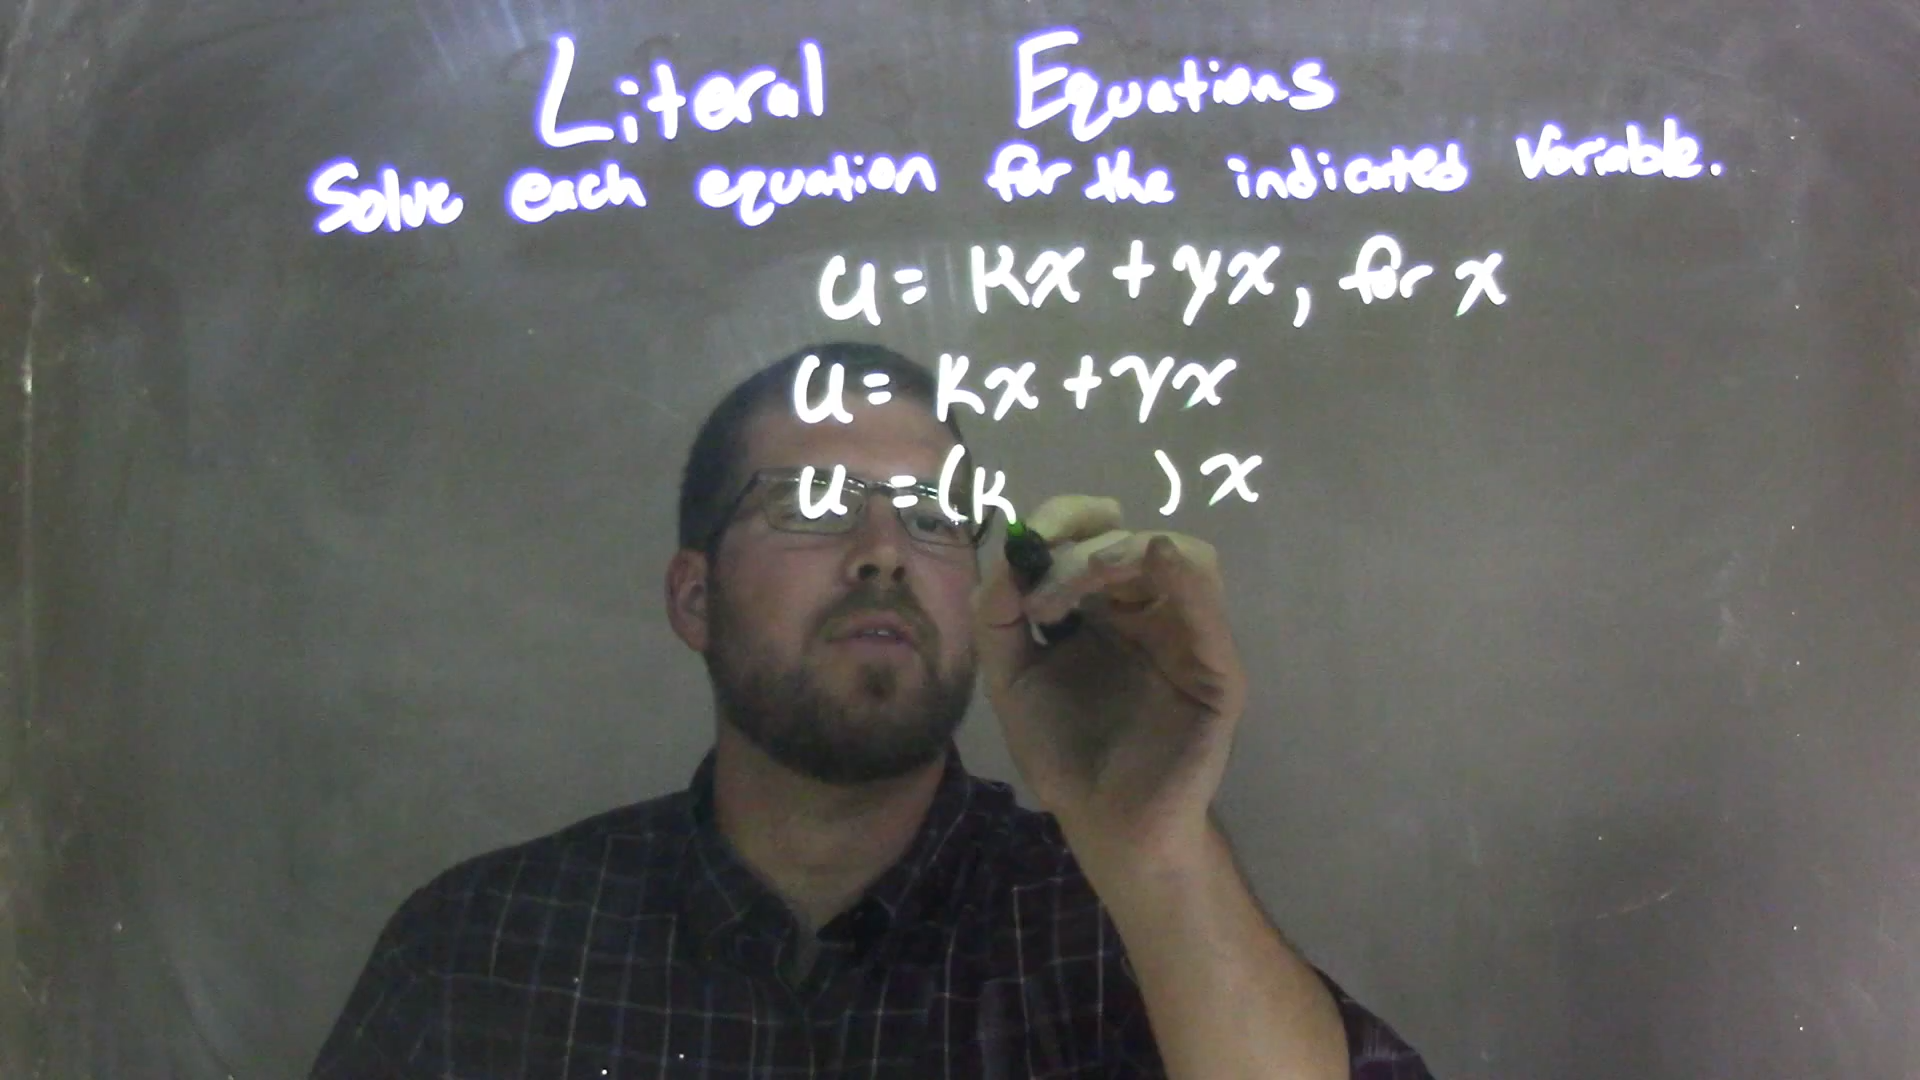 Literal Equations
Solve each equation for the indicated variable.
u = kx + yx, for x
u = kx + yx
u = (k ) x